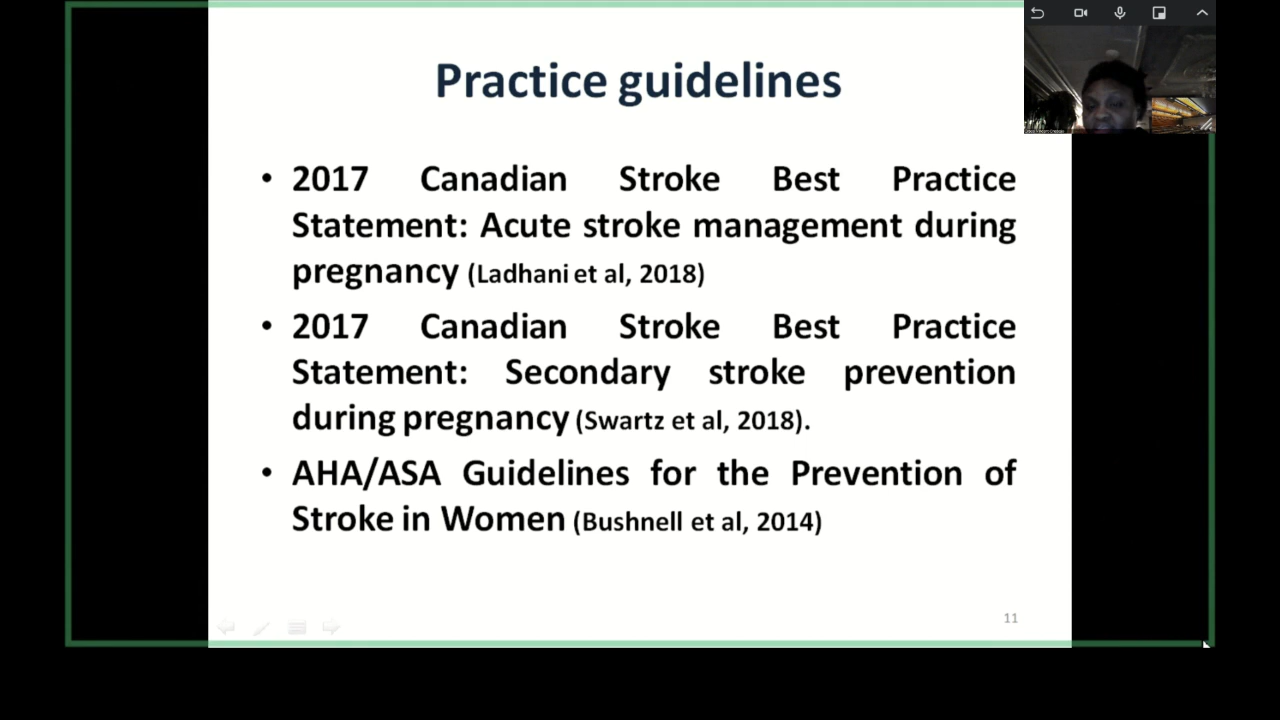 Practice guidelines
• 2017 Canadian Stroke Best Practice
Statement: Acute stroke management during
pregnancy (Ladhani et al, 2018)
• 2017 Canadian Stroke Best Practice
Statement: Secondary stroke prevention
during pregnancy (Swartz et al, 2018).
• AHA/ASA Guidelines for the Prevention of
Stroke in Women (Bushnell et al, 2014)
11